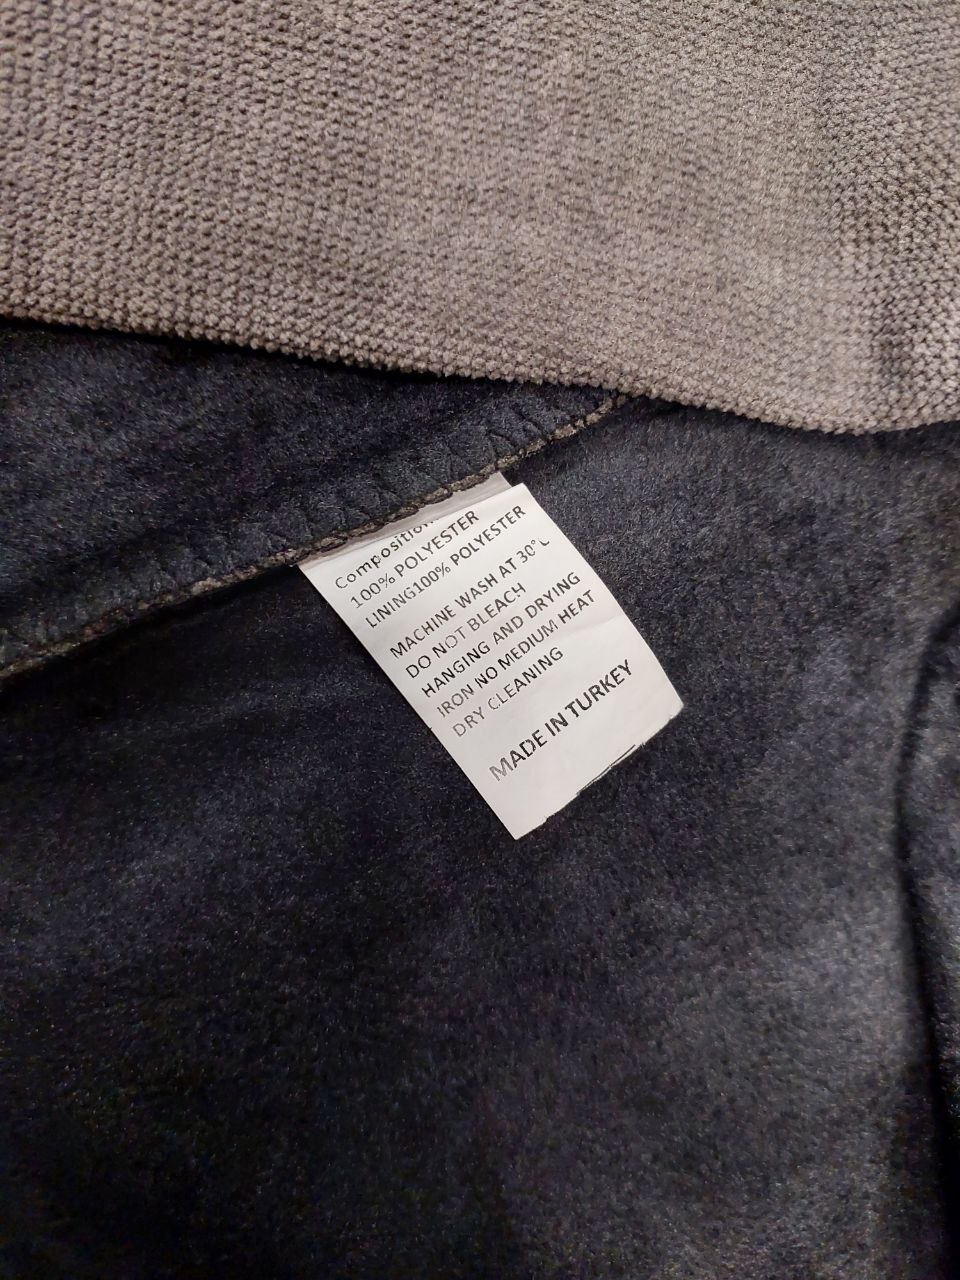 Composition
100% POLYESTER
LINING100% POLYESTER
MACHINE WASH AT 30°
DO NOT BLEACH
HANGING AND DRYING
IRON NO MEDIUM HEAT
DRY CLEANING
MADE IN TURKEY